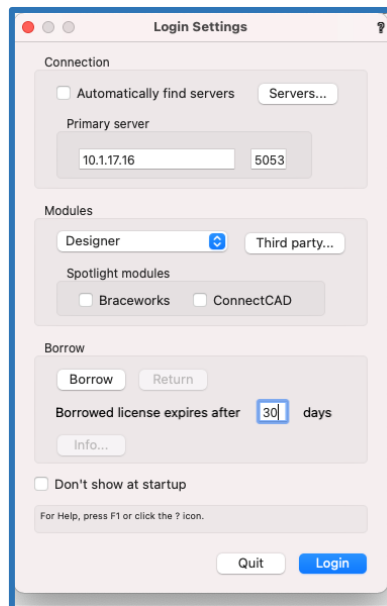 Login Settings
?
Connection
Automatically find servers
Servers...
Primary server
10.1.17.16
5053
Modules
Designer
Third party...
Spotlight modules
Braceworks
ConnectCAD
Borrow
Borrow
Return
Borrowed license expires after 30 days
Info...
Don't show at startup
For Help, press F1 or click the ? icon.
Quit
Login